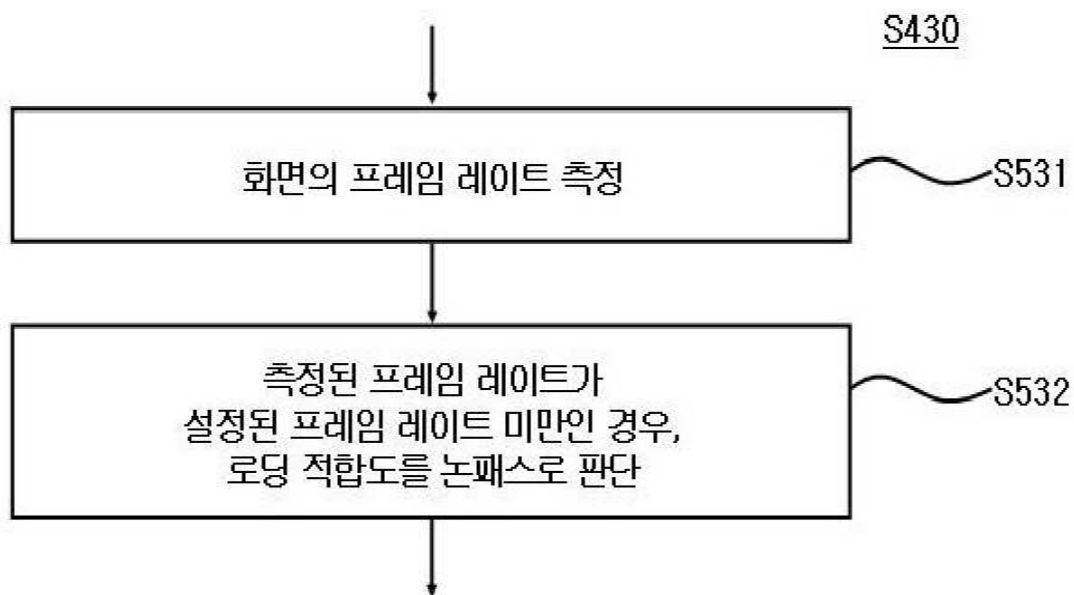 S430
화면의 프레임 레이트 측정
S531
측정된 프레임 레이트가
설정된 프레임 레이트 미만인 경우,
로딩 적합도를 논패스로 판단
S532